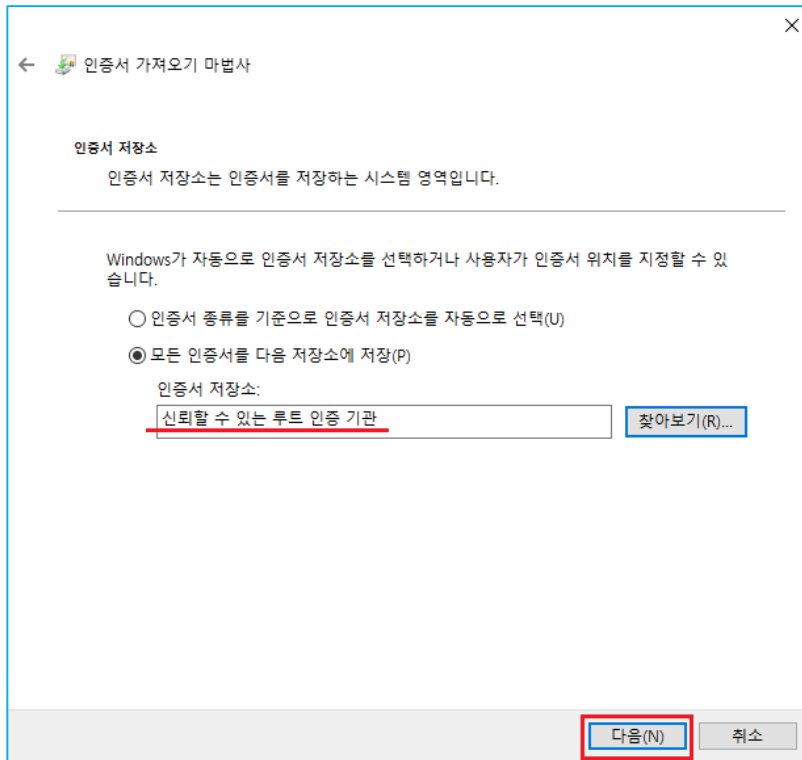 인증서 가져오기 마법사
인증서 저장소
인증서 저장소는 인증서를 저장하는 시스템 영역입니다.
Windows가 자동으로 인증서 저장소를 선택하거나 사용자가 인증서 위치를 지정할 수 있
습니다.
인증서 종류를 기준으로 인증서 저장소를 자동으로 선택(U)
모든 인증서를 다음 저장소에 저장(P)
인증서 저장소:
신뢰할 수 있는 루트 인증 기관
찾아보기(R)...
다음(N)
취소